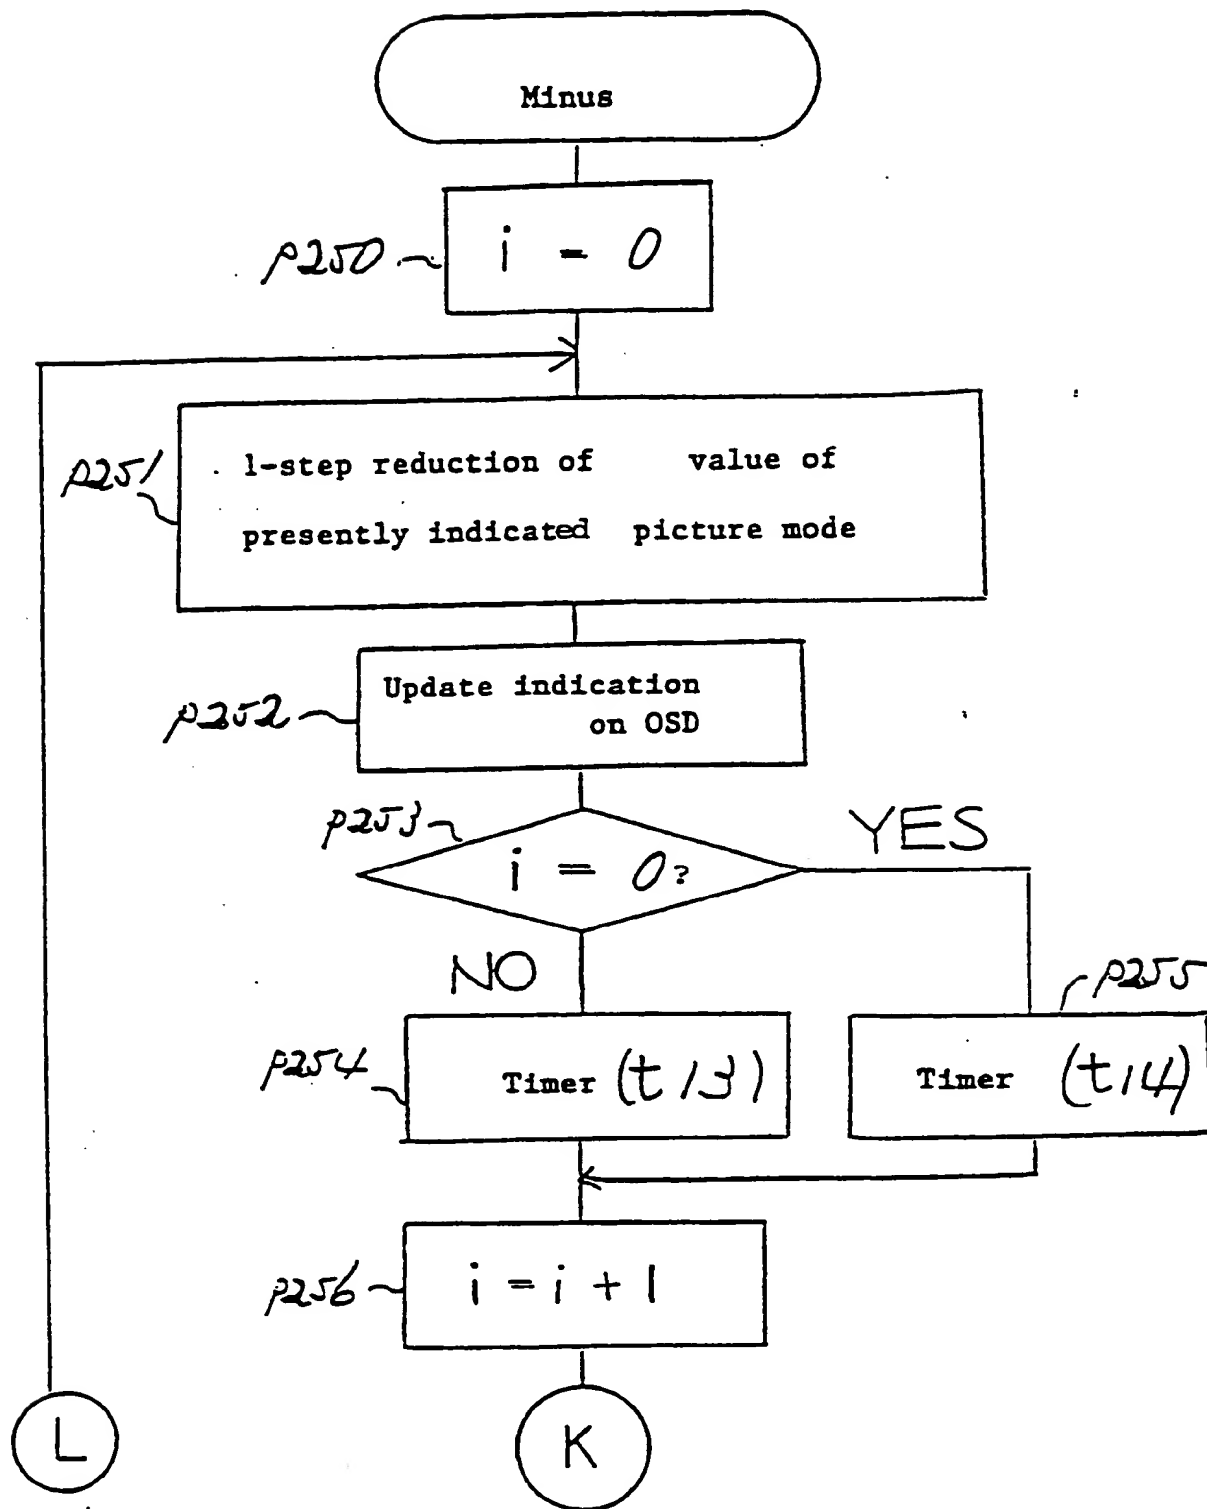 Minus
p250
i = 0
p251
1-step reduction of value of
presently indicated picture mode
p252
Update indication
on OSD
p253
i = 0?
YES
NO
p254
Timer (t13)
p255
Timer (t14)
p256
i = i + 1
L
K